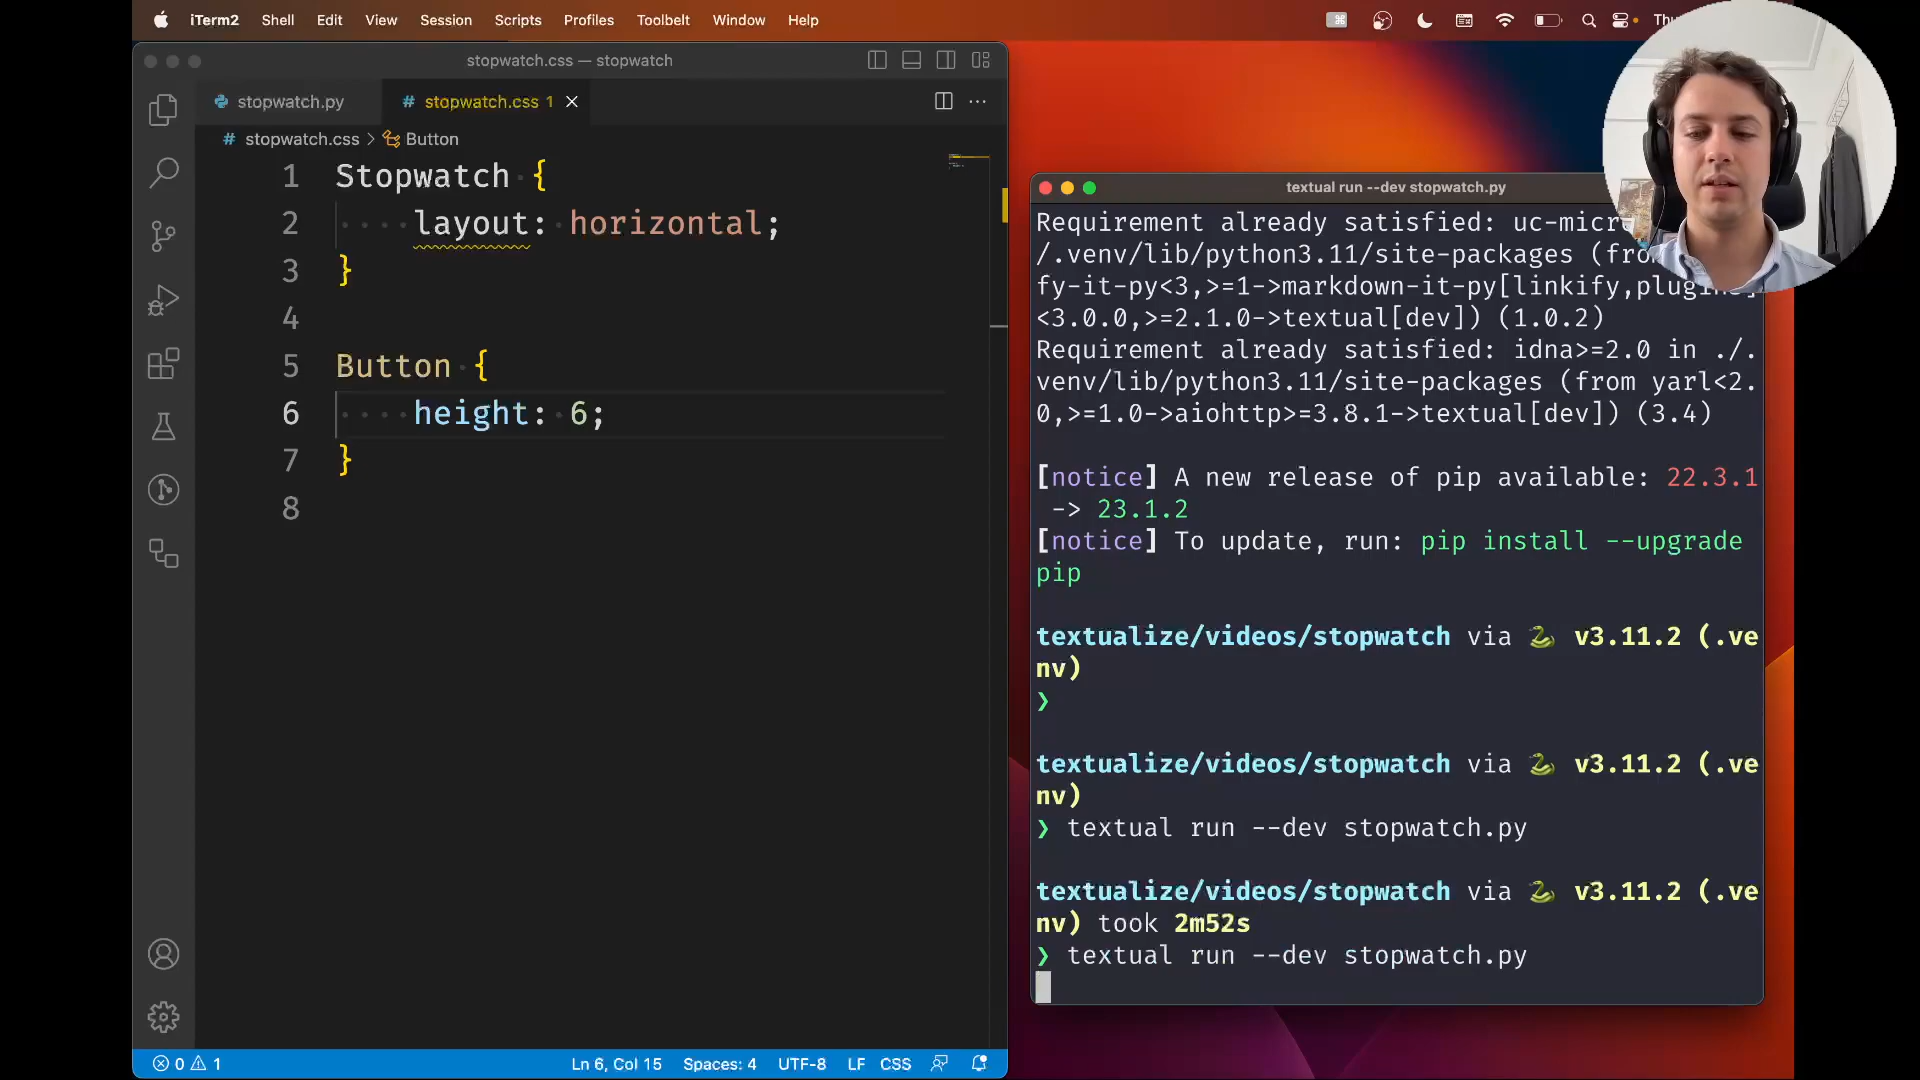 iTerm2 Shell Edit View Session Scripts Profiles Toolbelt Window Help
stopwatch.css — stopwatch
stopwatch.py
# stopwatch.css 1
# stopwatch.css > Button
1 Stopwatch {
2 layout: horizontal;
3 }
4
5 Button {
6 height: 6;
7 }
8
0 1
Ln 6, Col 15 Spaces: 4 UTF-8 LF CSS
textual run --dev stopwatch.py
Requirement already satisfied:
/.venv/lib/python3.11/site-packages
fy-it-py<3,>=1->markdown-it-py[linkify,
<3.0.0,>=2.1.0->textual[dev]) (1.0.2)
Requirement already satisfied: idna>=2.0 in ./.
venv/lib/python3.11/site-packages (from yarl<2.
0,>=1.0->aiohttp>=3.8.1->textual[dev]) (3.4)
[notice] A new release of pip available: 22.3.1
-> 23.1.2
[notice] To update, run: pip install --upgrade
pip
textualize/videos/stopwatch via v3.11.2 (.ve
nv)
❯
textualize/videos/stopwatch via v3.11.2 (.ve
nv)
❯ textual run --dev stopwatch.py
textualize/videos/stopwatch via v3.11.2 (.ve
nv) took 2m52s
❯ textual run --dev stopwatch.py